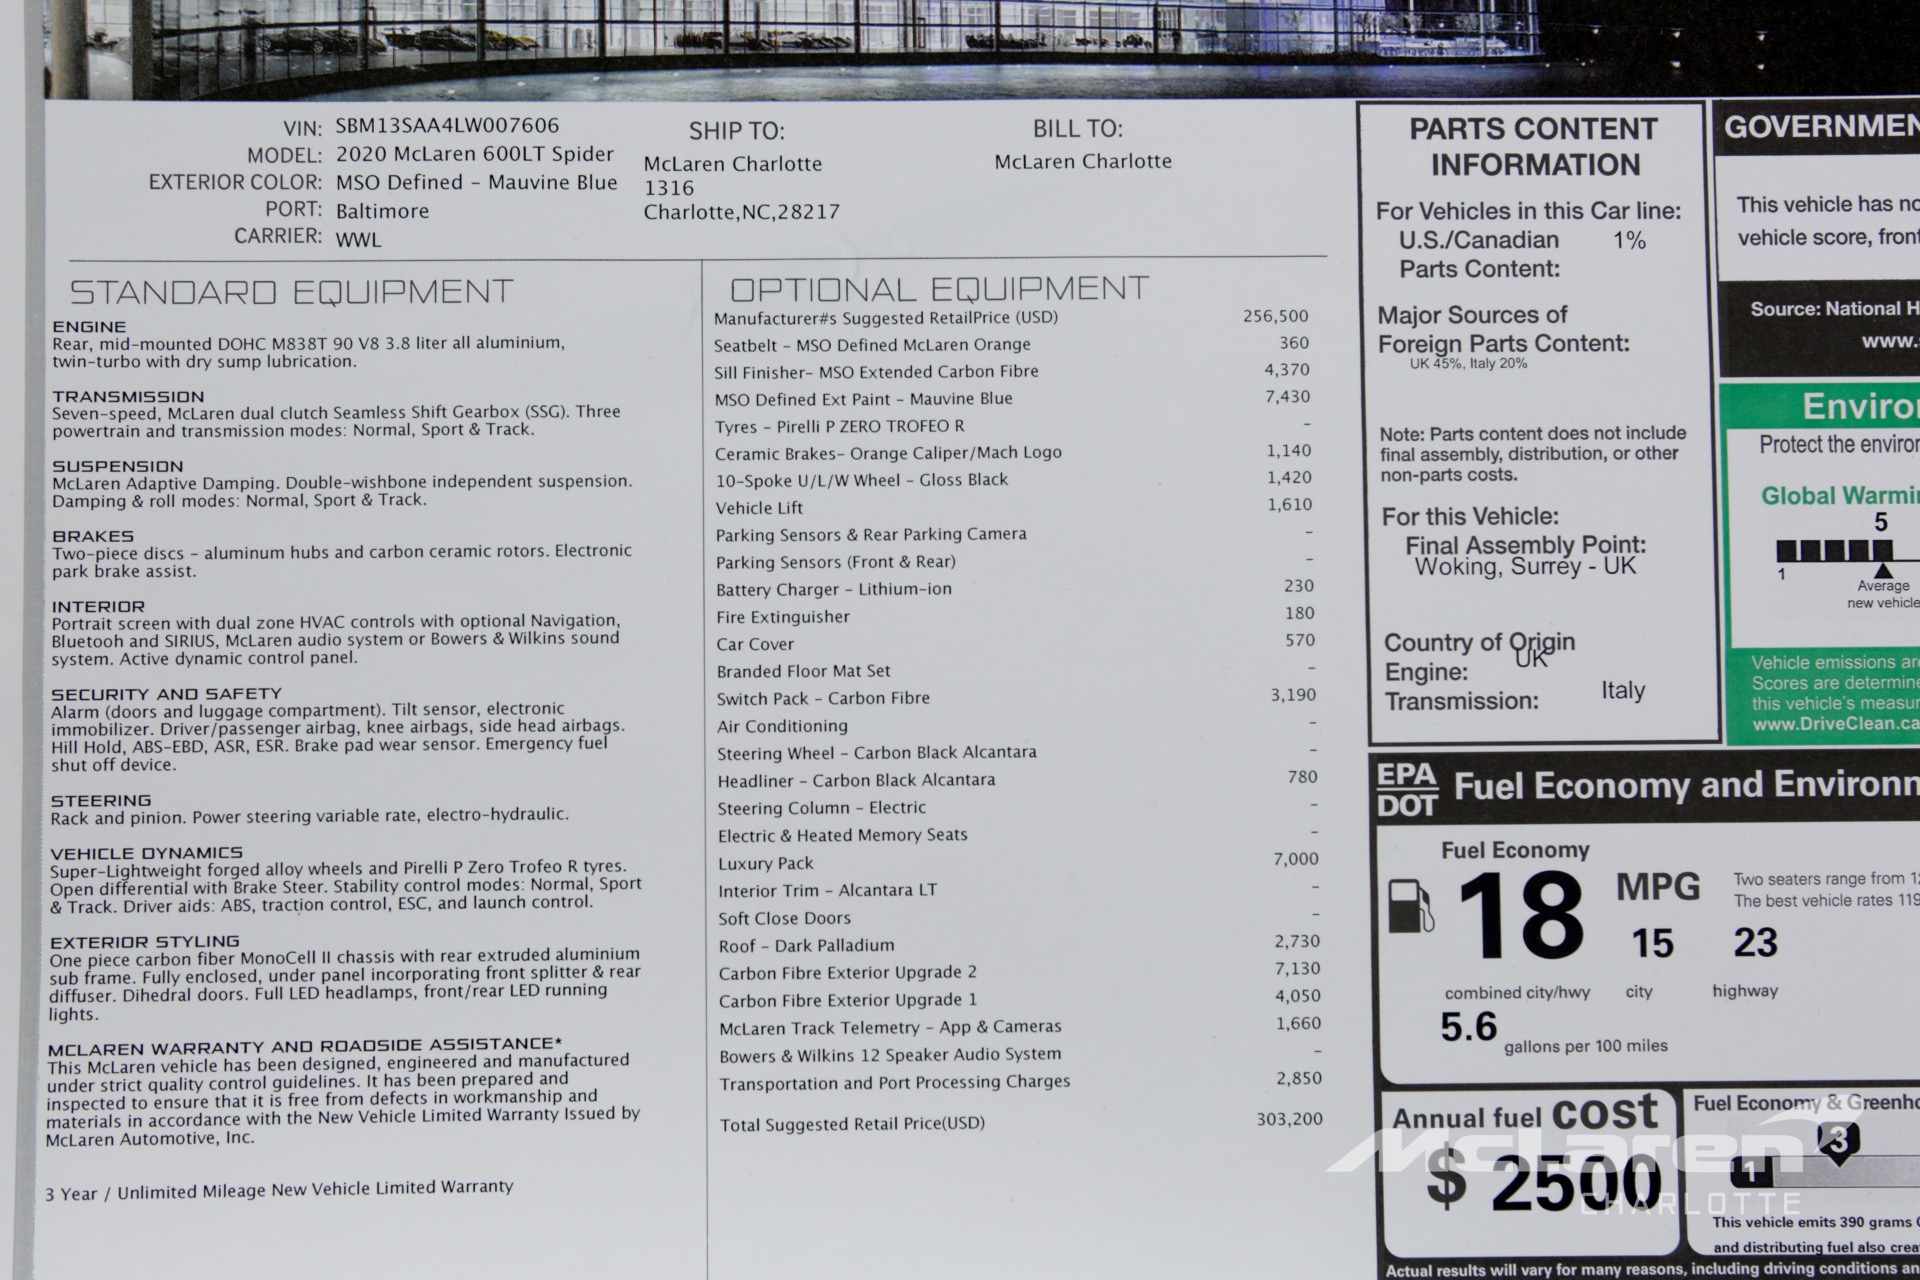 VIN: SBM13SAA4LW007606
MODEL: 2020 McLaren 600LT Spider
EXTERIOR COLOR: MSO Defined - Mauvine Blue
PORT: Baltimore
CARRIER: WWL
SHIP TO:
McLaren Charlotte
1316
Charlotte,NC,28217
BILL TO:
McLaren Charlotte
STANDARD EQUIPMENT
ENGINE
Rear, mid-mounted DOHC M838T 90 V8 3.8 liter all aluminium,
twin-turbo with dry sump lubrication.
TRANSMISSION
Seven-speed, McLaren dual clutch Seamless Shift Gearbox (SSG). Three
powertrain and transmission modes: Normal, Sport & Track.
SUSPENSION
McLaren Adaptive Damping. Double-wishbone independent suspension.
Damping & roll modes: Normal, Sport & Track.
BRAKES
Two-piece discs - aluminum hubs and carbon ceramic rotors. Electronic
park brake assist.
INTERIOR
Portrait screen with dual zone HVAC controls with optional Navigation,
Bluetooh and SIRIUS, McLaren audio system or Bowers & Wilkins sound
system. Active dynamic control panel.
SECURITY AND SAFETY
Alarm (doors and luggage compartment). Tilt sensor, electronic
immobilizer. Driver/passenger airbag, knee airbags, side head airbags.
Hill Hold, ABS-EBD, ASR, ESR. Brake pad wear sensor. Emergency fuel
shut off device.
STEERING
Rack and pinion. Power steering variable rate, electro-hydraulic.
VEHICLE DYNAMICS
Super-Lightweight forged alloy wheels and Pirelli P Zero Trofeo R tyres.
Open differential with Brake Steer. Stability control modes: Normal, Sport
& Track. Driver aids: ABS, traction control, ESC, and launch control.
EXTERIOR STYLING
One piece carbon fiber MonoCell II chassis with rear extruded aluminium
sub frame. Fully enclosed, under panel incorporating front splitter & rear
diffuser. Dihedral doors. Full LED headlamps, front/rear LED running
lights.
MCLAREN WARRANTY AND ROADSIDE ASSISTANCE*
This McLaren vehicle has been designed, engineered and manufactured
under strict quality control guidelines. It has been prepared and
inspected to ensure that it is free from defects in workmanship and
materials in accordance with the New Vehicle Limited Warranty Issued by
McLaren Automotive, Inc.
3 Year / Unlimited Mileage New Vehicle Limited Warranty
OPTIONAL EQUIPMENT
Manufacturer#s Suggested RetailPrice (USD) 256,500
Seatbelt - MSO Defined McLaren Orange 360
Sill Finisher- MSO Extended Carbon Fibre 4,370
MSO Defined Ext Paint - Mauvine Blue 7,430
Tyres - Pirelli P ZERO TROFEO R -
Ceramic Brakes- Orange Caliper/Mach Logo 1,140
10-Spoke U/L/W Wheel - Gloss Black 1,420
Vehicle Lift 1,610
Parking Sensors & Rear Parking Camera -
Parking Sensors (Front & Rear) -
Battery Charger - Lithium-ion 230
Fire Extinguisher 180
Car Cover 570
Branded Floor Mat Set -
Switch Pack - Carbon Fibre 3,190
Air Conditioning -
Steering Wheel - Carbon Black Alcantara -
Headliner - Carbon Black Alcantara 780
Steering Column - Electric -
Electric & Heated Memory Seats -
Luxury Pack 7,000
Interior Trim - Alcantara LT -
Soft Close Doors -
Roof - Dark Palladium 2,730
Carbon Fibre Exterior Upgrade 2 7,130
Carbon Fibre Exterior Upgrade 1 4,050
McLaren Track Telemetry - App & Cameras 1,660
Bowers & Wilkins 12 Speaker Audio System -
Transportation and Port Processing Charges 2,850
Total Suggested Retail Price(USD) 303,200
PARTS CONTENT
INFORMATION
For Vehicles in this Car line:
U.S./Canadian 1%
Parts Content:
Major Sources of
Foreign Parts Content:
UK 45%, Italy 20%
Note: Parts content does not include
final assembly, distribution, or other
non-parts costs.
For this Vehicle:
Final Assembly Point:
Woking, Surrey - UK
Country of Origin
Engine: UK
Transmission: Italy
GOVERNMEN
This vehicle has no
vehicle score, front
Source: National H
www.s
Environ
Protect the environ
Global Warmin
5
1
Average
new vehicle
Vehicle emissions are
Scores are determine
this vehicle's measur
www.DriveClean.ca
EPA
DOT
Fuel Economy and Environm
Fuel Economy
18 MPG
15 23
combined city/hwy city highway
Two seaters range from 12
The best vehicle rates 119
5.6 gallons per 100 miles
Annual fuel cost
$ 2500
Fuel Economy & Greenho
3
1
This vehicle emits 390 grams C
and distributing fuel also crea
Actual results will vary for many reasons, including driving conditions an
McLaren
CHARLOTTE